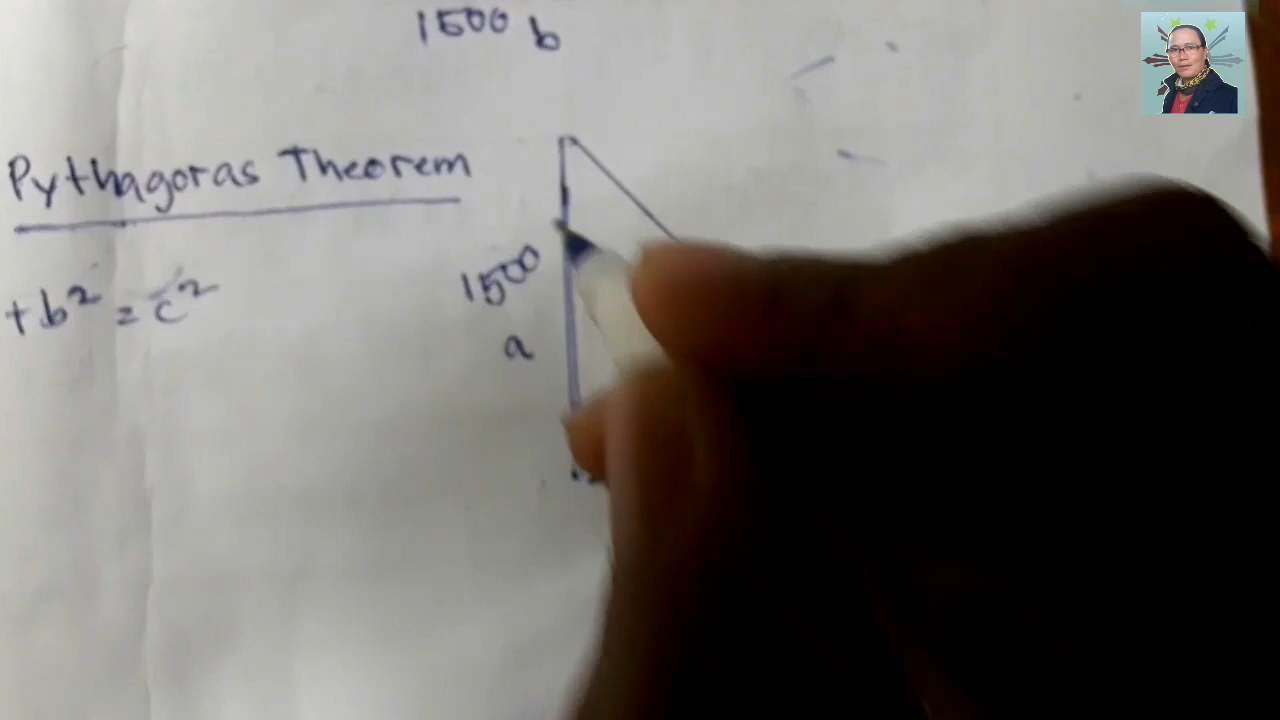 1500 b
Pythagoras Theorem
+ b² = c²
1500
a